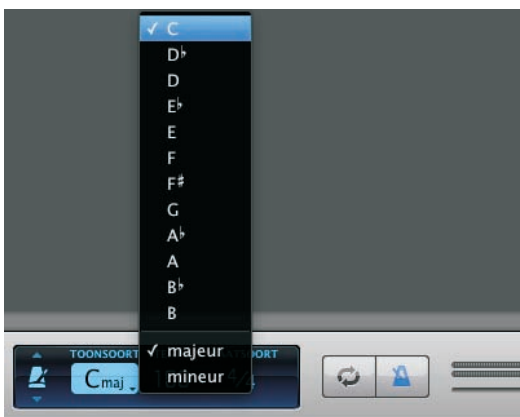 ✓ C
D♭
D
E♭
E
F
F♯
G
A♭
A
B♭
B
✓ majeur
mineur
TOONSOORT
Cmaj